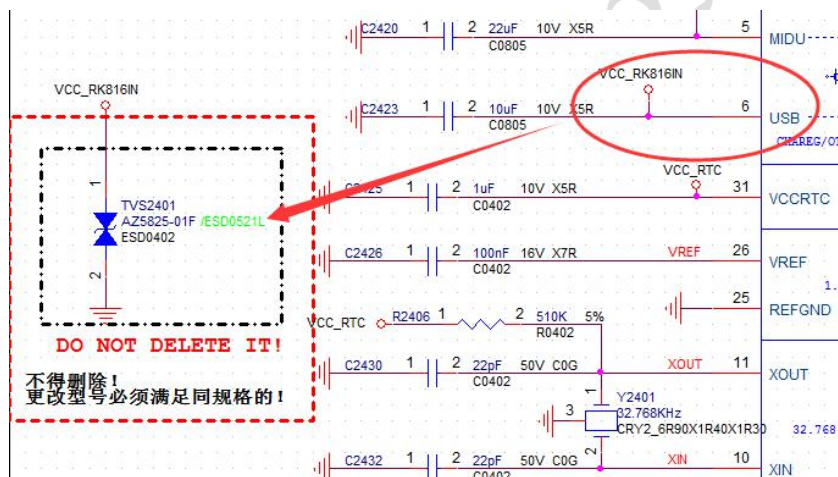 C2420 1 2 22uF 10V X5R 5
C0805
MIDU
VCC_RK816IN
VCC_RK816IN
C2423 1 2 10uF 10V X5R 6
C0805
USB
VCC_RTC
1
TVS2401
AZ5825-01F /ESD0521L
ESD0402
2
C2425 1 2 1uF 10V X5R 31
C0402
VCCRTC
C2426 1 2 100nF 16V X7R VREF 26
C0402
VREF
1.
25
REFGND
VCC_RTC R2406 1 2 510K 5%
R0402
DO NOT DELETE IT!
不得删除!
更改型号必须满足同规格的!
C2430 1 2 22pF 50V C0G XOUT 11
C0402
XOUT
1
Y2401
3 32.768KHz
CRY2_6R90X1R40X1R30
32.768
2
C2432 1 2 22pF 50V C0G XIN 10
C0402
XIN